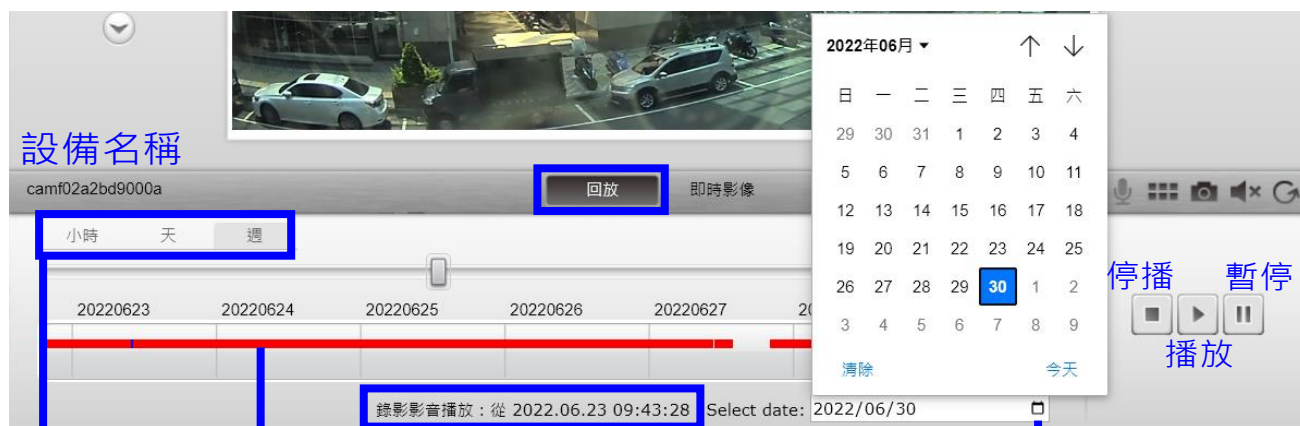 2022年06月
日 一 二 三 四 五 六
29 30 31 1 2 3 4
5 6 7 8 9 10 11
12 13 14 15 16 17 18
19 20 21 22 23 24 25
26 27 28 29 30 1 2
3 4 5 6 7 8 9
清除 今天
設備名稱
camf02a2bd9000a
回放 即時影像
小時 天 週
20220623 20220624 20220625 20220626 20220627
停播 暫停
播放
錄影影音播放：從 2022.06.23 09:43:28 Select date: 2022/06/30